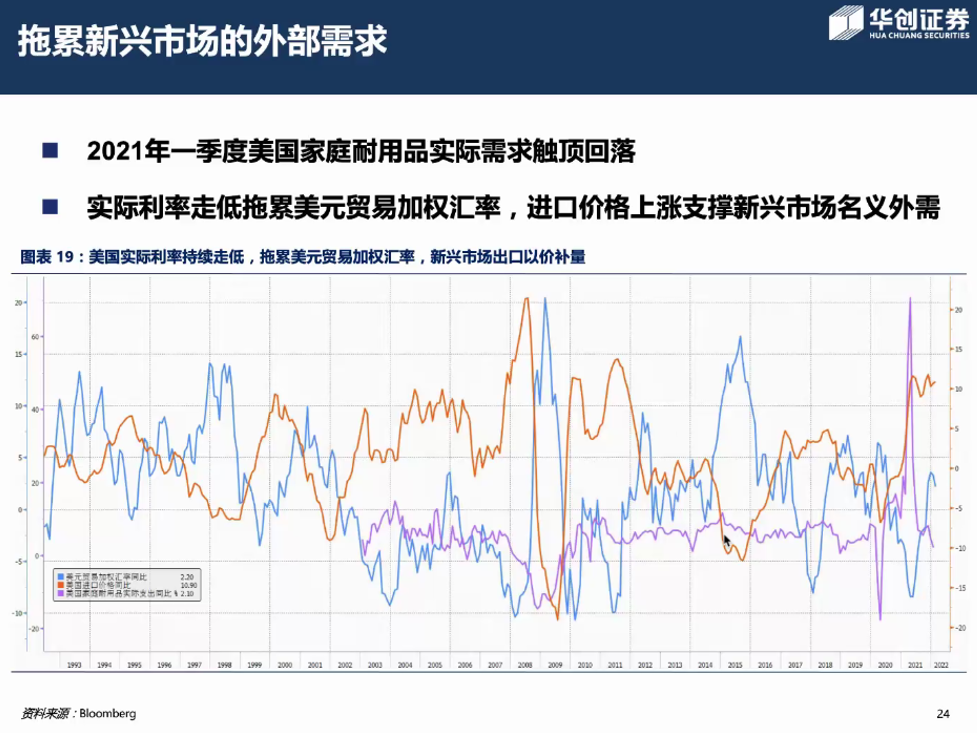 拖累新兴市场的外部需求
华创证券
HUA CHUANG SECURITIES
2021年一季度美国家庭耐用品实际需求触顶回落
实际利率走低拖累美元贸易加权汇率，进口价格上涨支撑新兴市场名义外需
图表 19：美国实际利率持续走低，拖累美元贸易加权汇率，新兴市场出口以价补量
20 15 10 5 0 -5 -10
60 40 20 0 -20
20 15 10 5 0 -5 -10 -15 -20
美元贸易加权汇率同比 2.20
美国进口价格同比 10.90
美国家庭耐用品实际支出同比 % 2.10
1993 1994 1995 1996 1997 1998 1999 2000 2001 2002 2003 2004 2005 2006 2007 2008 2009 2010 2011 2012 2013 2014 2015 2016 2017 2018 2019 2020 2021 2022
资料来源：Bloomberg
24